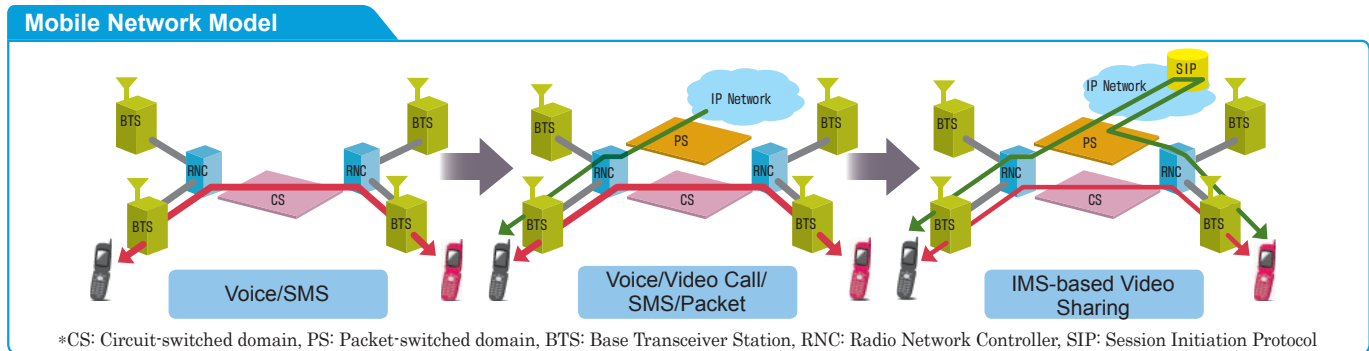 Mobile Network Model
BTS
BTS
RNC
RNC
CS
BTS
BTS
Voice/SMS
IP Network
BTS
BTS
PS
RNC
RNC
CS
BTS
BTS
Voice/Video Call/
SMS/Packet
SIP
IP Network
BTS
BTS
PS
RNC
RNC
CS
BTS
BTS
IMS-based Video
Sharing
*CS: Circuit-switched domain, PS: Packet-switched domain, BTS: Base Transceiver Station, RNC: Radio Network Controller, SIP: Session Initiation Protocol